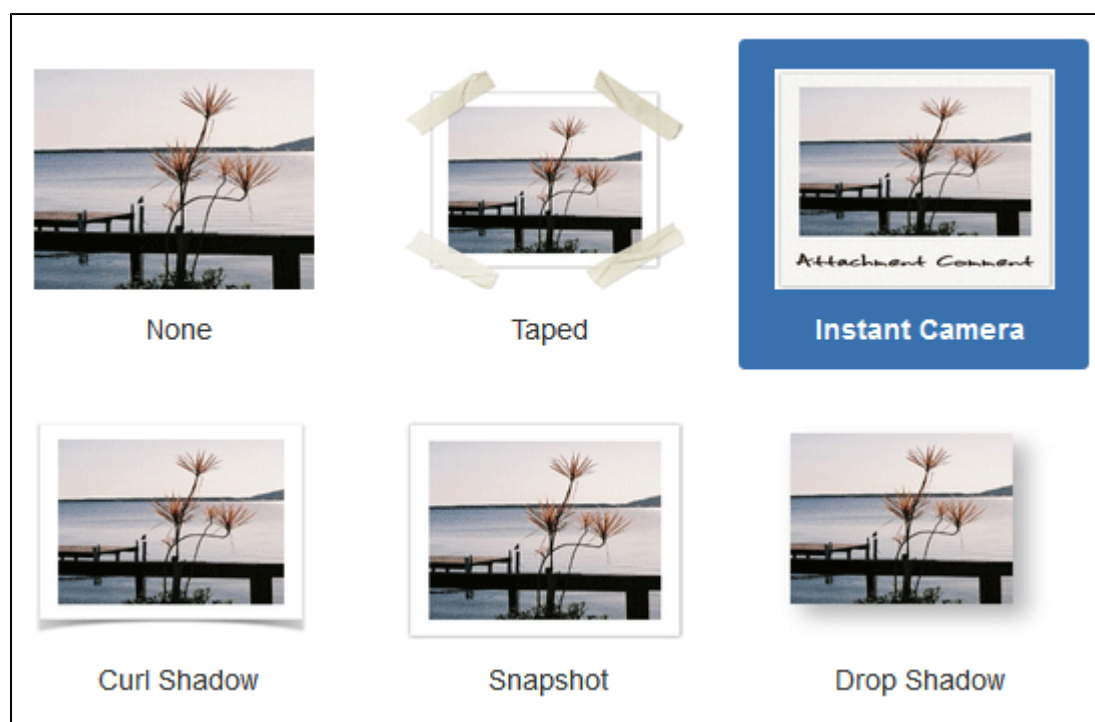 Attachment Comment
None
Taped
Instant Camera
Curl Shadow
Snapshot
Drop Shadow